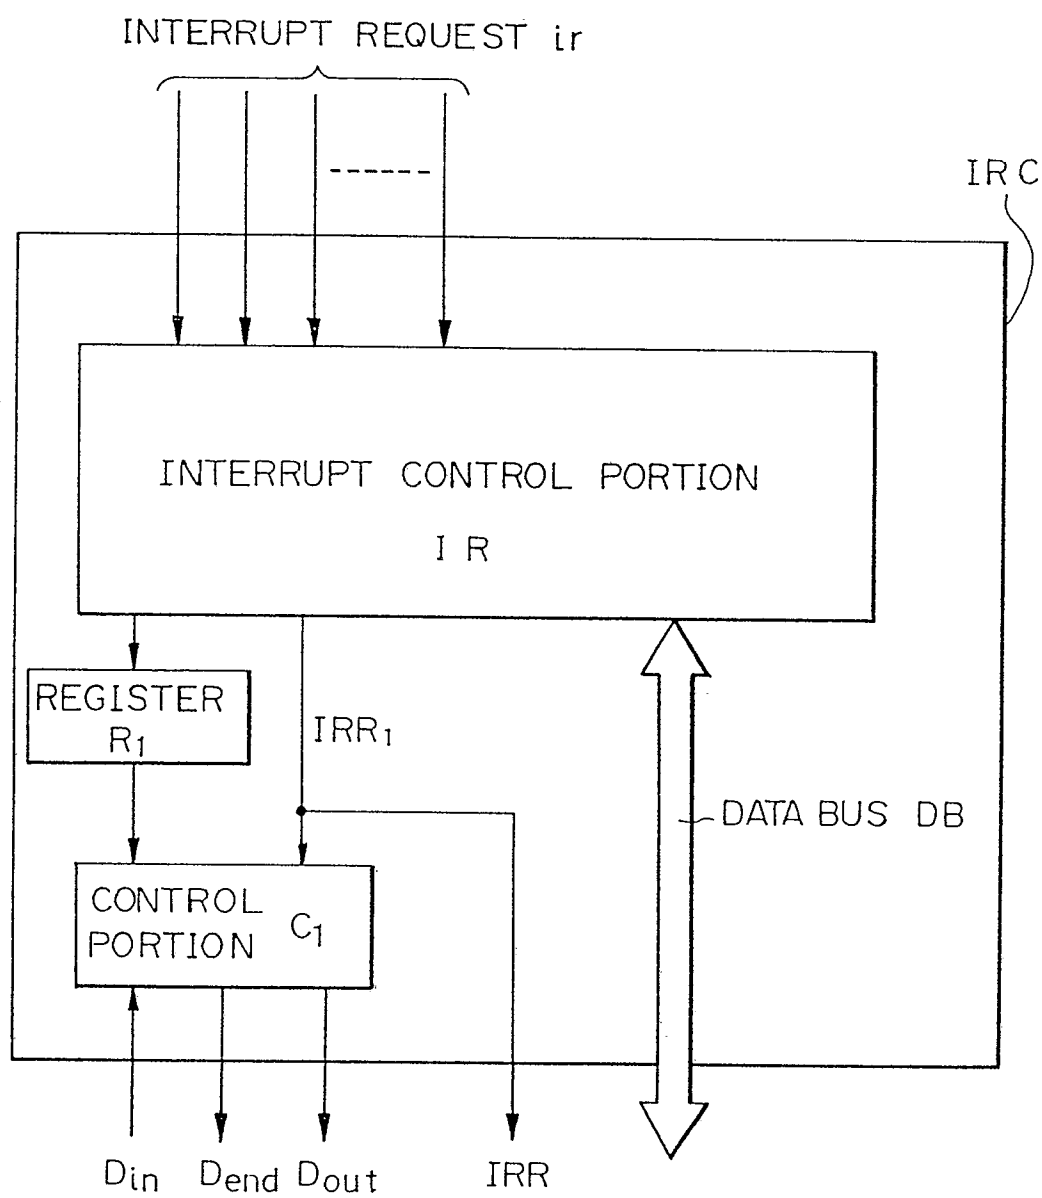 INTERRUPT REQUEST ir
IRC
INTERRUPT CONTROL PORTION
IR
REGISTER
R1
IRR1
DATA BUS DB
CONTROL
PORTION C1
Din Dend Dout IRR